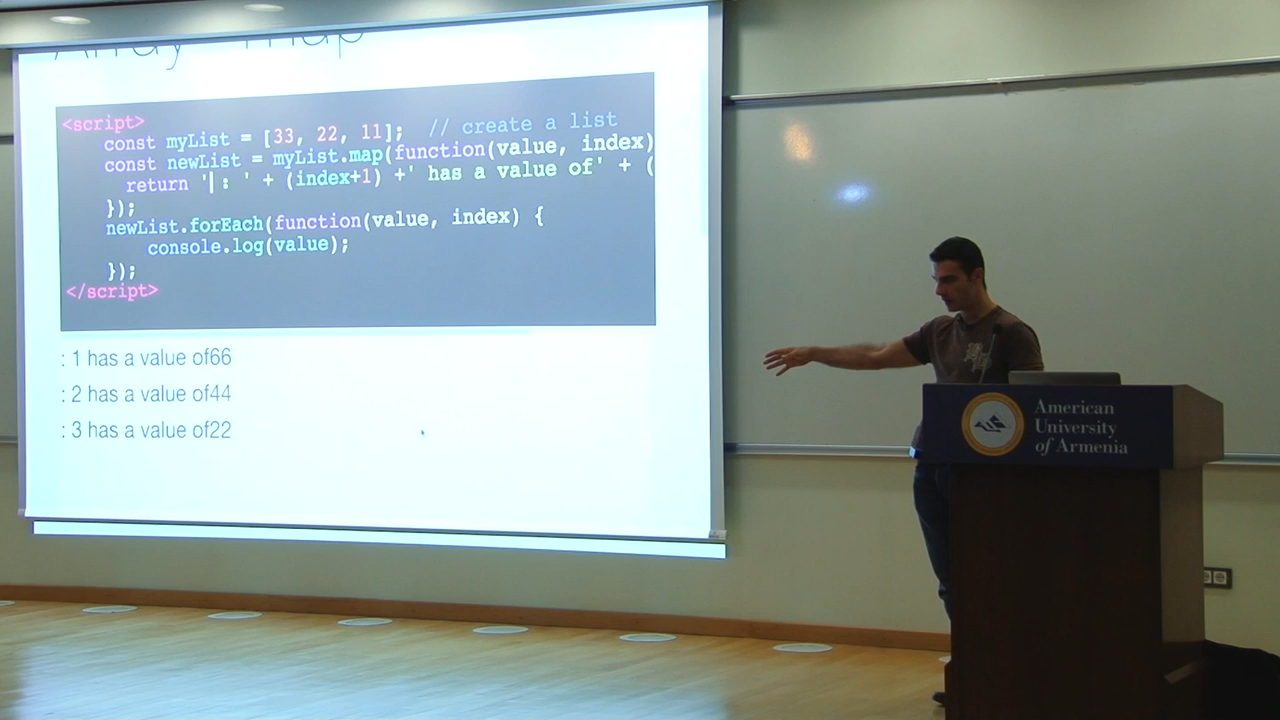 Array map
<script>
const myList = [33, 22, 11]; // create a list
const newList = myList.map(function(value, index)
return '| : ' + (index+1) +' has a value of' + (
});
newList.forEach(function(value, index) {
console.log(value);
});
</script>
: 1 has a value of66
: 2 has a value of44
: 3 has a value of22
American
University
of Armenia